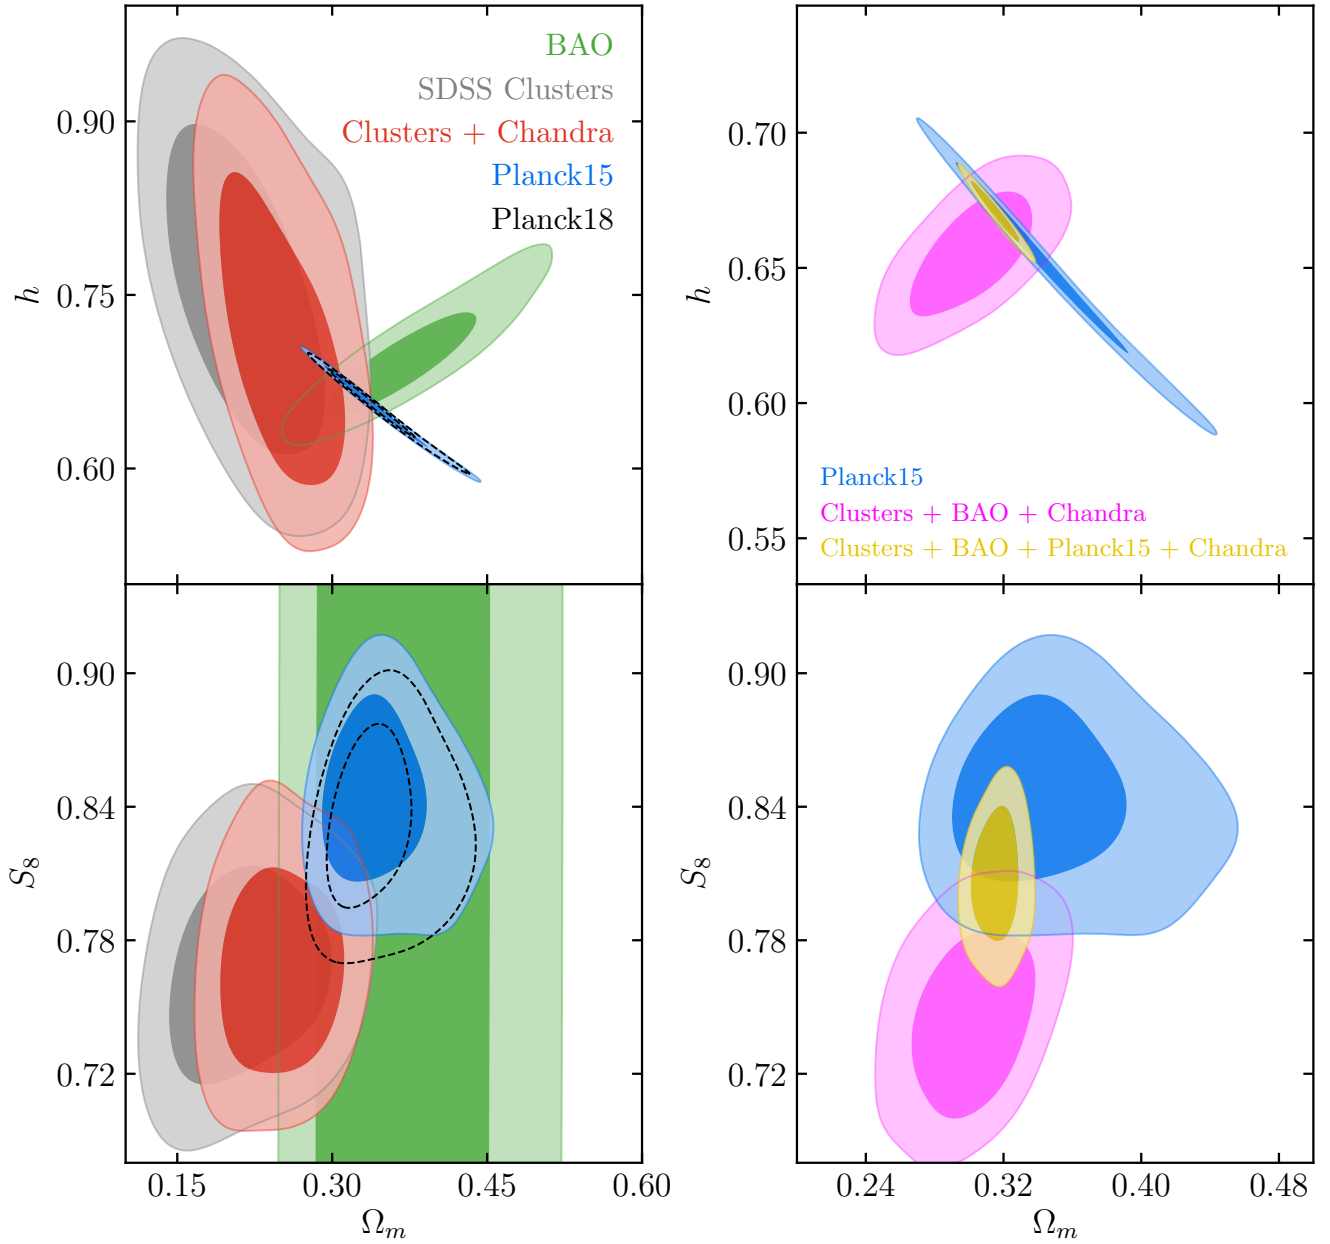 BAO
SDSS Clusters
Clusters + Chandra
Planck15
Planck18
0.90
0.75
0.60
h
0.70
0.65
0.60
0.55
h
Planck15
Clusters + BAO + Chandra
Clusters + BAO + Planck15 + Chandra
0.90
0.84
0.78
0.72
S₈
0.15 0.30 0.45 0.60
Ωₘ
0.90
0.84
0.78
0.72
S₈
0.24 0.32 0.40 0.48
Ωₘ